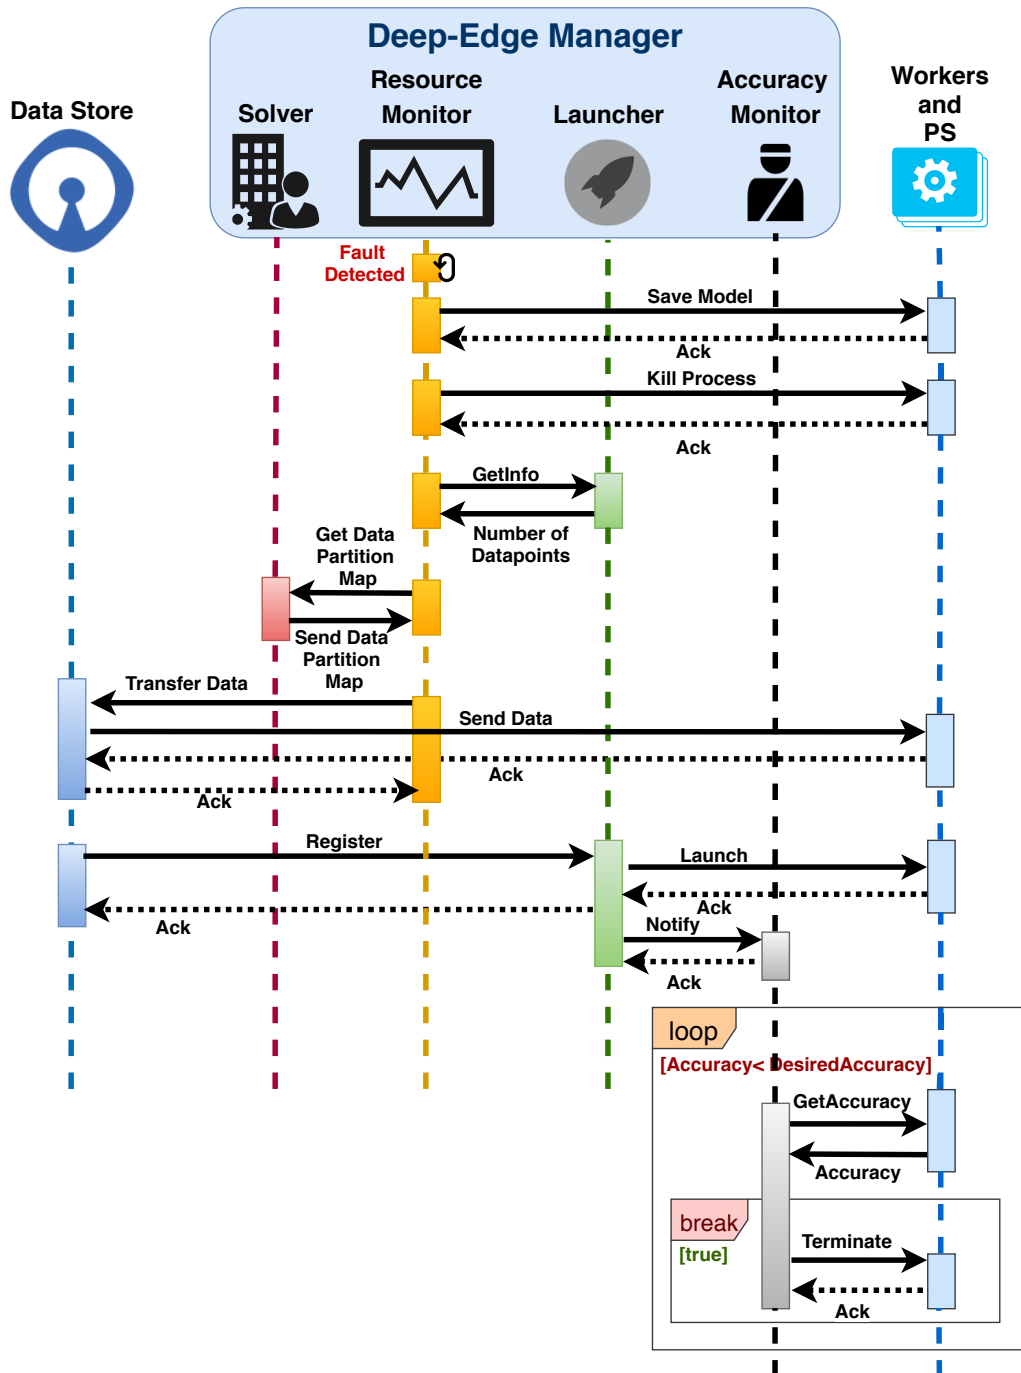 Deep-Edge Manager
Data Store
Solver
Resource
Monitor
Launcher
Accuracy
Monitor
Workers
and
PS
Fault
Detected
Save Model
Ack
Kill Process
Ack
GetInfo
Number of
Datapoints
Get Data
Partition
Map
Send Data
Partition
Map
Transfer Data
Send Data
Ack
Ack
Register
Launch
Ack
Ack
Notify
Ack
loop
[Accuracy< DesiredAccuracy]
GetAccuracy
Accuracy
break
[true]
Terminate
Ack